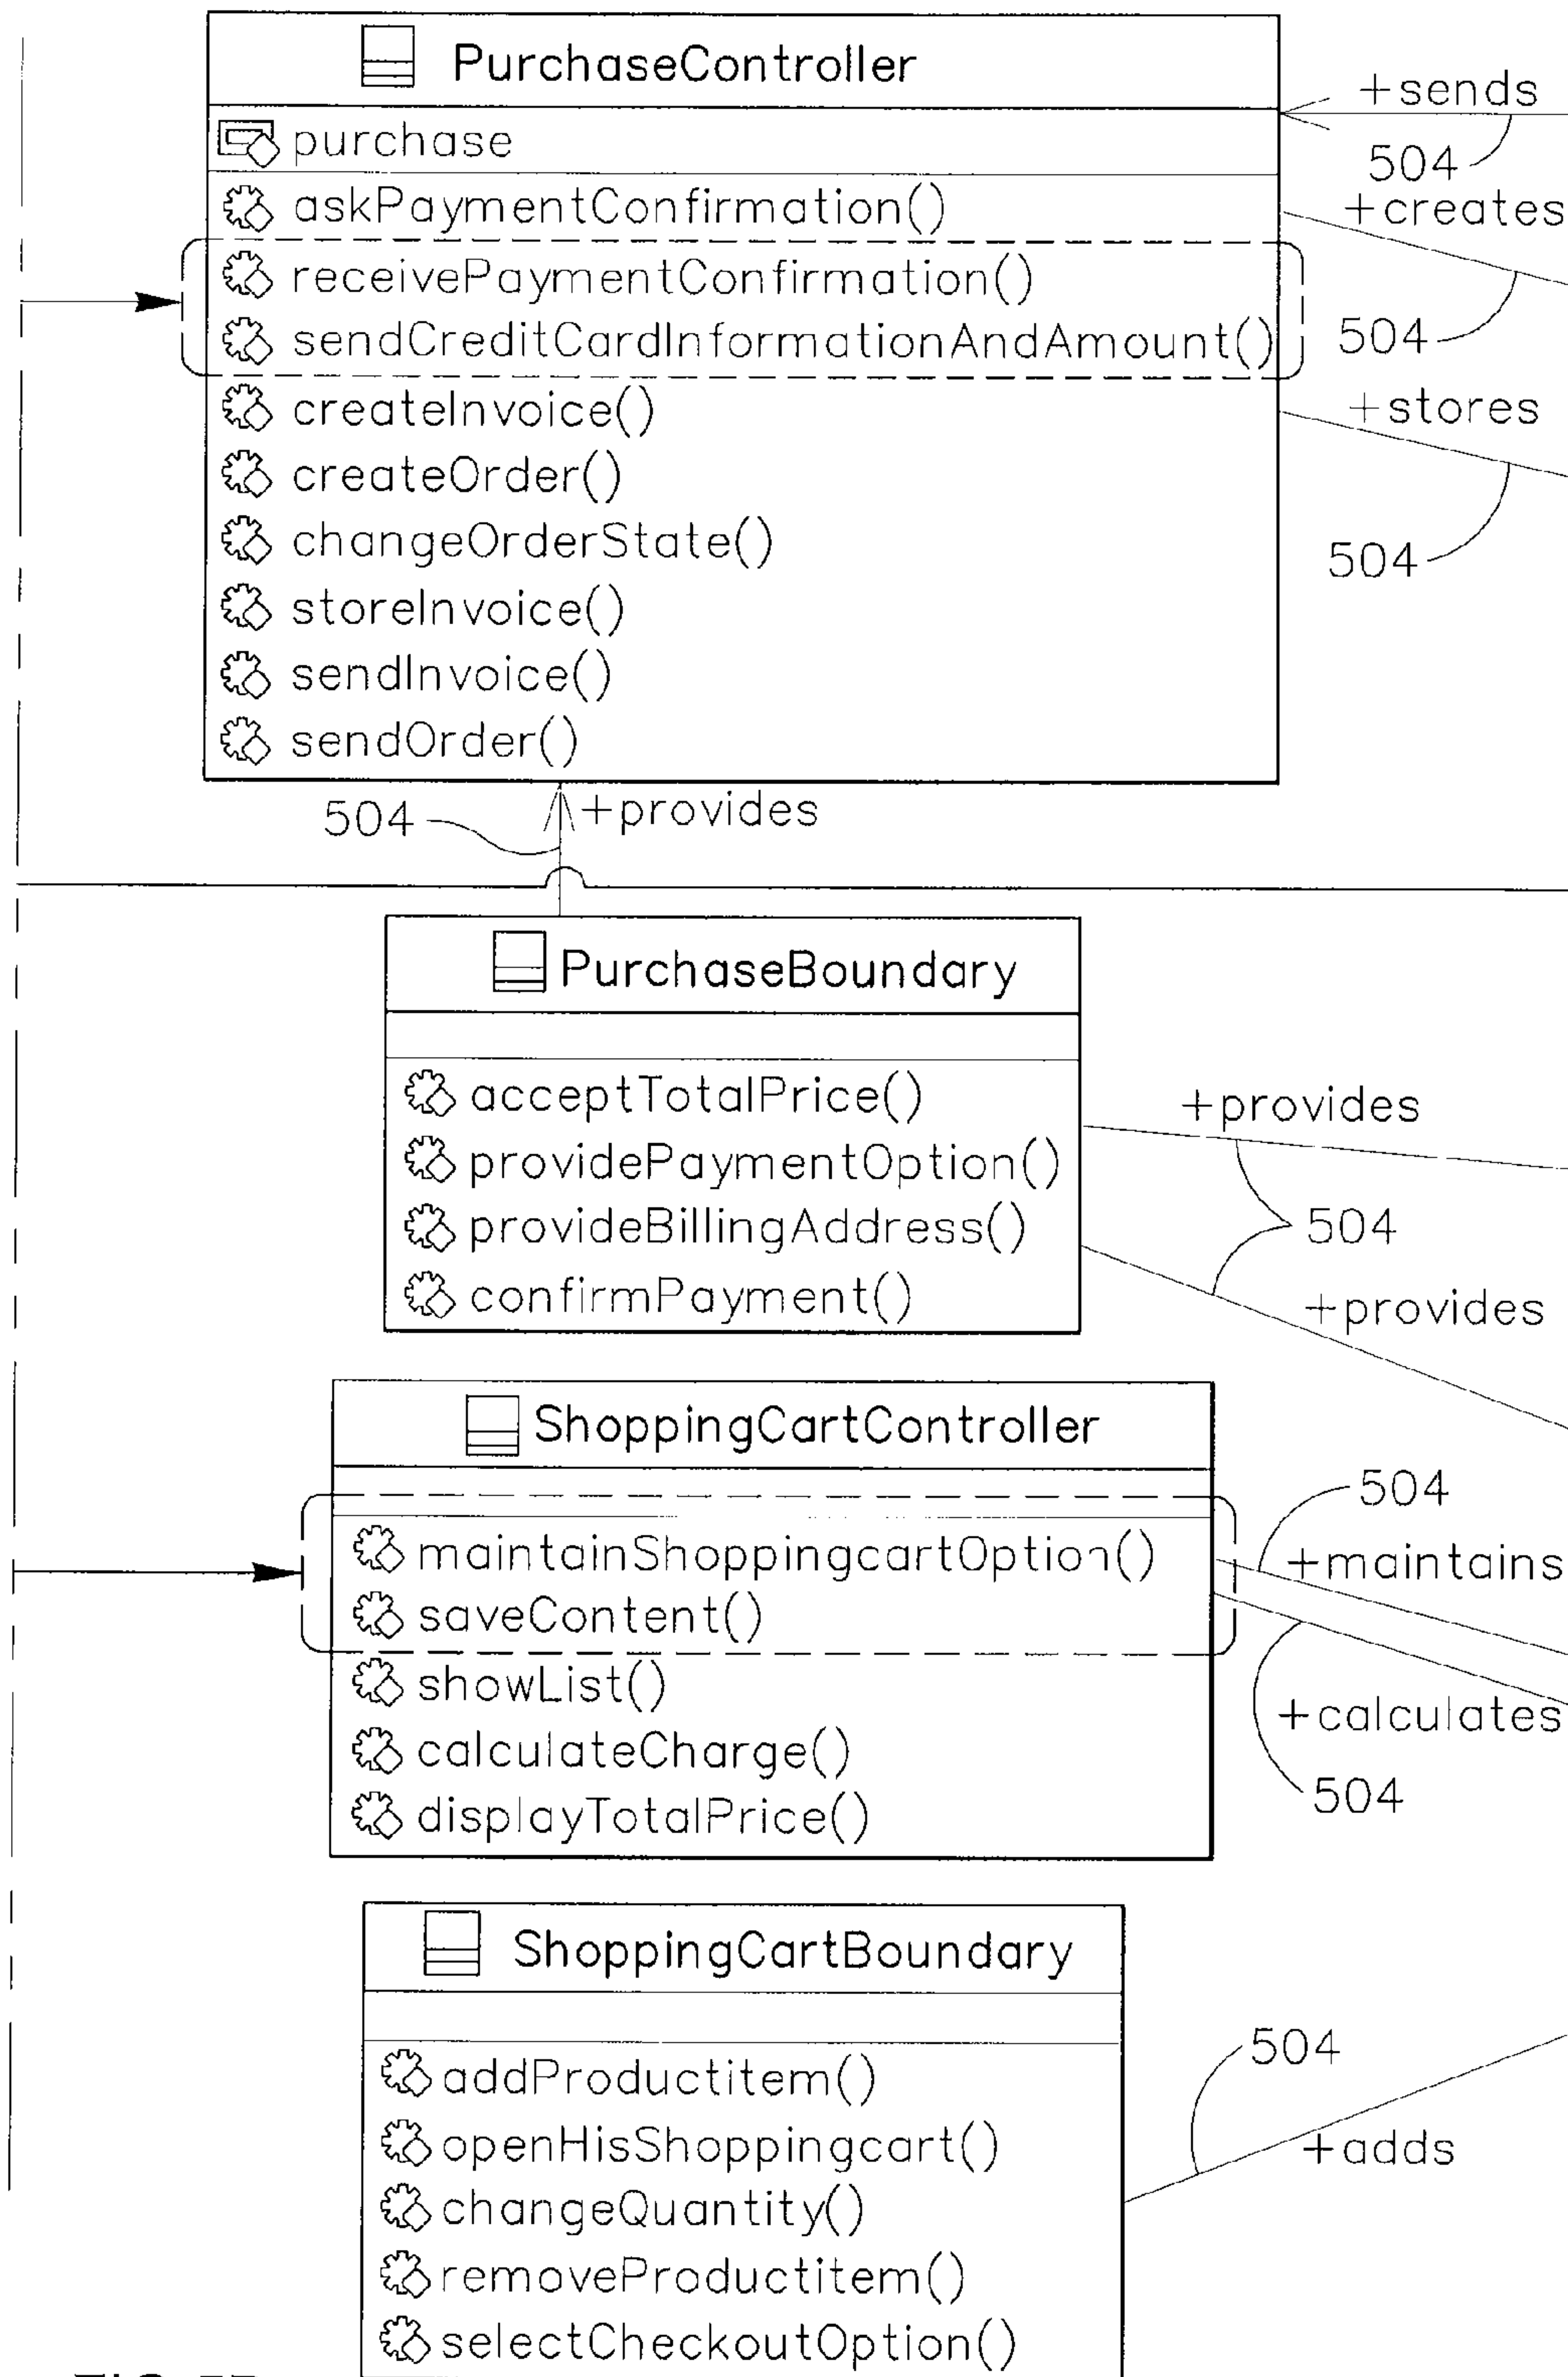 PurchaseController
+sends
purchase
504
askPaymentConfirmation()
+creates
receivePaymentConfirmation()
sendCreditCardInformationAndAmount()
504
createInvoice()
+stores
createOrder()
changeOrderState()
504
storeInvoice()
sendInvoice()
sendOrder()
504
+provides
PurchaseBoundary
acceptTotalPrice()
+provides
providePaymentOption()
provideBillingAddress()
504
confirmPayment()
+provides
ShoppingCartController
504
maintainShoppingcartOption()
+maintains
saveContent()
showList()
+calculates
calculateCharge()
504
displayTotalPrice()
ShoppingCartBoundary
504
addProductitem()
openHisShoppingcart()
+adds
changeQuantity()
removeProductitem()
selectCheckoutOption()